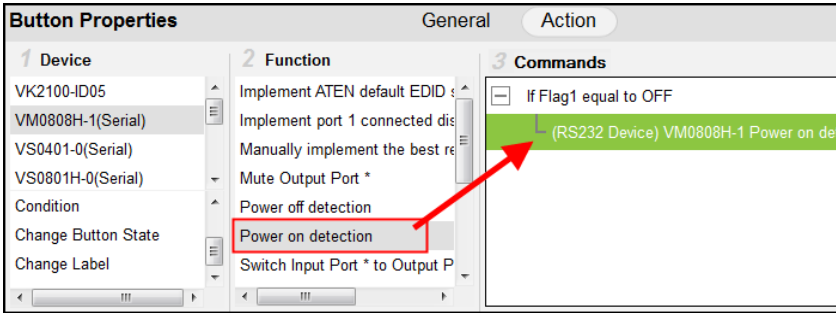 Button Properties
General
Action
1 Device
VK2100-ID05
VM0808H-1(Serial)
VS0401-0(Serial)
VS0801H-0(Serial)
Condition
Change Button State
Change Label
2 Function
Implement ATEN default EDID s
Implement port 1 connected dis
Manually implement the best re
Mute Output Port *
Power off detection
Power on detection
Switch Input Port * to Output P
3 Commands
If Flag1 equal to OFF
(RS232 Device) VM0808H-1 Power on de